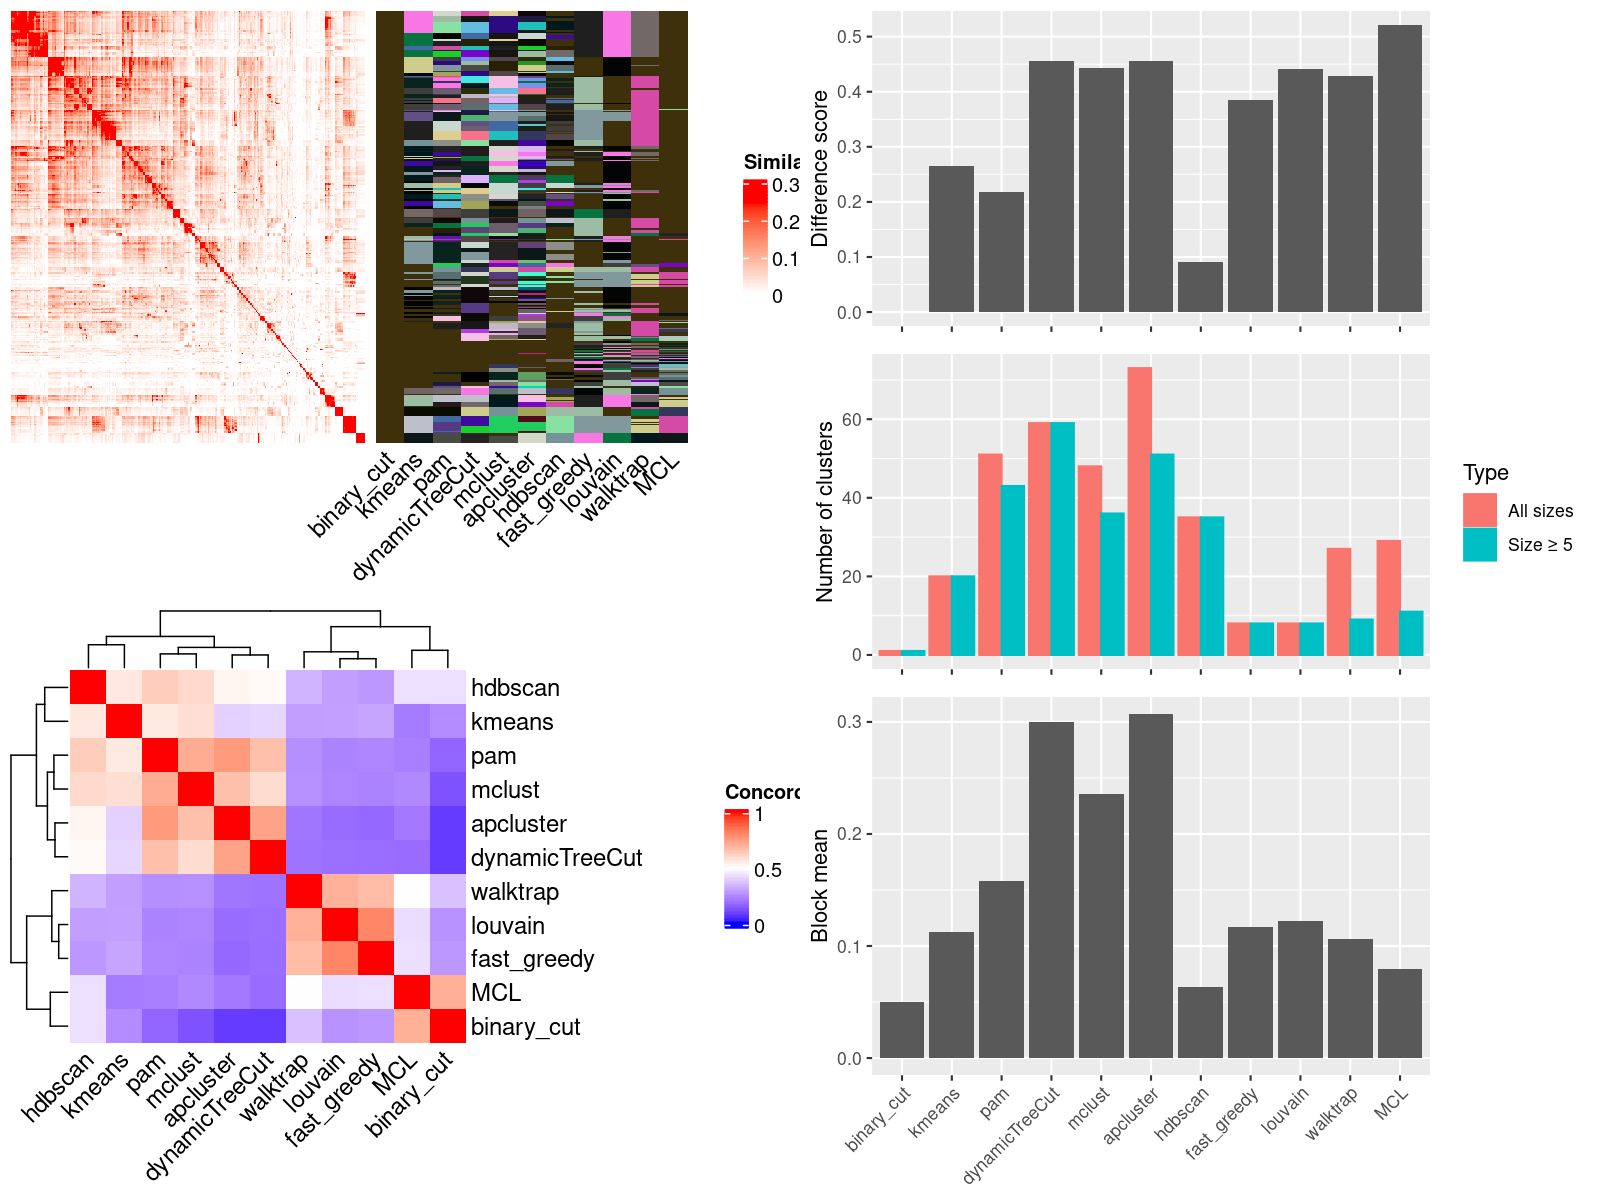 Simila
0.3
0.2
0.1
0
binary_cut
kmeans
pam
dynamicTreeCut
mclust
apcluster
hdbscan
fast_greedy
louvain
walktrap
MCL
hdbscan
kmeans
pam
mclust
apcluster
dynamicTreeCut
walktrap
louvain
fast_greedy
MCL
binary_cut
hdbscan
kmeans
pam
mclust
apcluster
dynamicTreeCut
walktrap
louvain
fast_greedy
MCL
binary_cut
Concord
1
0.5
0
Difference score
0.5
0.4
0.3
0.2
0.1
0.0
Number of clusters
60
40
20
0
Type
All sizes
Size ≥ 5
Block mean
0.3
0.2
0.1
0.0
binary_cut
kmeans
pam
dynamicTreeCut
mclust
apcluster
hdbscan
fast_greedy
louvain
walktrap
MCL